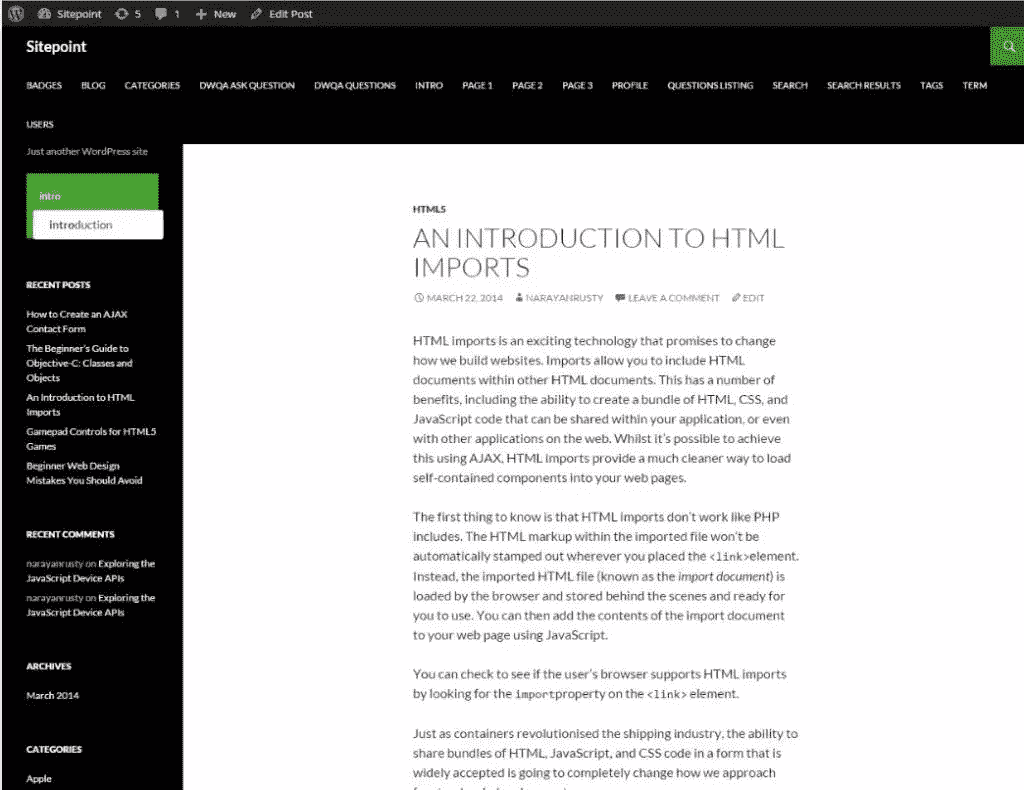 Sitepoint 5 1 New Edit Post
Sitepoint
BADGES BLOG CATEGORIES DWQA ASK QUESTION DWQA QUESTIONS INTRO PAGE 1 PAGE 2 PAGE 3 PROFILE QUESTIONS LISTING SEARCH SEARCH RESULTS TAGS TERM
USERS
Just another WordPress site
intro
introduction
RECENT POSTS
How to Create an AJAX
Contact Form
The Beginner's Guide to
Objective-C: Classes and
Objects
An Introduction to HTML
Imports
Gamepad Controls for HTML5
Games
Beginner Web Design
Mistakes You Should Avoid
RECENT COMMENTS
narayanrusty on Exploring the
JavaScript Device APIs
narayanrusty on Exploring the
JavaScript Device APIs
ARCHIVES
March 2014
CATEGORIES
Apple
HTML5
AN INTRODUCTION TO HTML
IMPORTS
MARCH 22, 2014 NARAYANRUSTY LEAVE A COMMENT EDIT
HTML imports is an exciting technology that promises to change
how we build websites. Imports allow you to include HTML
documents within other HTML documents. This has a number of
benefits, including the ability to create a bundle of HTML, CSS, and
JavaScript code that can be shared within your application, or even
with other applications on the web. Whilst it's possible to achieve
this using AJAX, HTML imports provide a much cleaner way to load
self-contained components into your web pages.
The first thing to know is that HTML imports don't work like PHP
includes. The HTML markup within the imported file won't be
automatically stamped out wherever you placed the <link>element.
Instead, the imported HTML file (known as the import document) is
loaded by the browser and stored behind the scenes and ready for
you to use. You can then add the contents of the import document
to your web page using JavaScript.
You can check to see if the user's browser supports HTML imports
by looking for the importproperty on the <link> element.
Just as containers revolutionised the shipping industry, the ability to
share bundles of HTML, JavaScript, and CSS code in a form that is
widely accepted is going to completely change how we approach